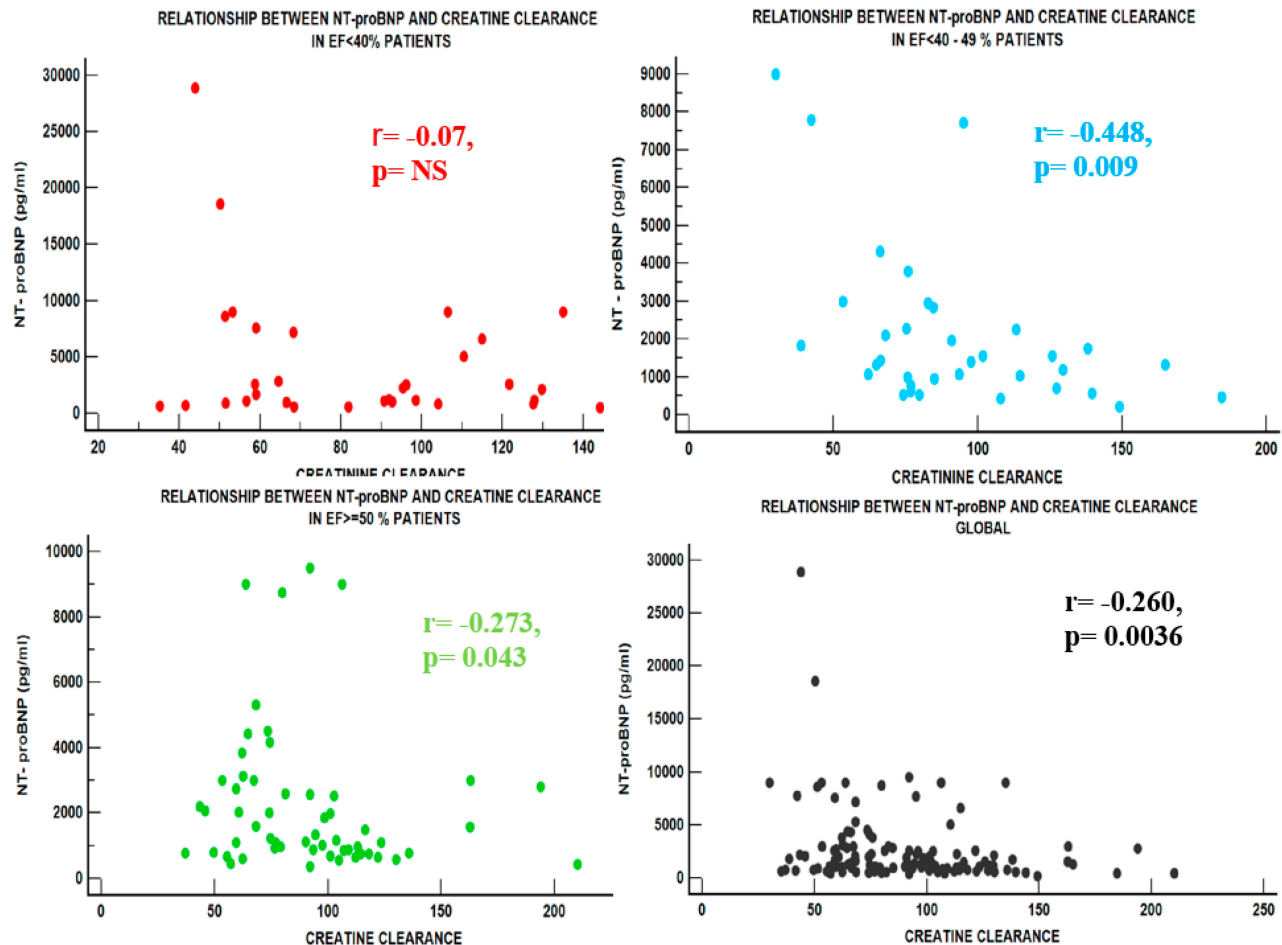 RELATIONSHIP BETWEEN NT-proBNP AND CREATINE CLEARANCE
IN EF<40% PATIENTS
30000
25000
20000
15000
10000
5000
0
NT- proBNP (pg/ml)
r= -0.07,
p= NS
20 40 60 80 100 120 140
CREATININE CLEARANCE
RELATIONSHIP BETWEEN NT-proBNP AND CREATINE CLEARANCE
IN EF<40 - 49 % PATIENTS
9000
8000
7000
6000
5000
4000
3000
2000
1000
0
NT - proBNP (pg/ml)
r= -0.448,
p= 0.009
0 50 100 150 200
CREATININE CLEARANCE
RELATIONSHIP BETWEEN NT-proBNP AND CREATINE CLEARANCE
IN EF>=50 % PATIENTS
10000
8000
6000
4000
2000
0
NT- proBNP (pg/ml)
r= -0.273,
p= 0.043
0 50 100 150 200
CREATINE CLEARANCE
RELATIONSHIP BETWEEN NT-proBNP AND CREATINE CLEARANCE
GLOBAL
30000
25000
20000
15000
10000
5000
0
NT-proBNP (pg/ml)
r= -0.260,
p= 0.0036
0 50 100 150 200 250
CREATINE CLEARANCE